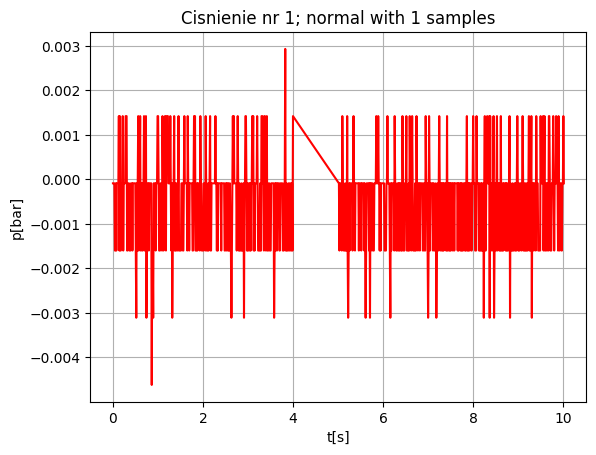 Cisnienie nr 1; normal with 1 samples
0.003
0.002
0.001
0.000
−0.001
−0.002
−0.003
−0.004
p[bar]
0 2 4 6 8 10
t[s]